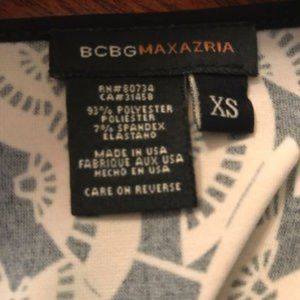 BCBGMAXAZRIA
RN#80734
CA#31458
93% POLYESTER
POLIESTER
7% SPANDEX
ELASTANO
MADE IN USA
FABRIQUE AUX USA
HECHO EN USA
CARE ON REVERSE
XS